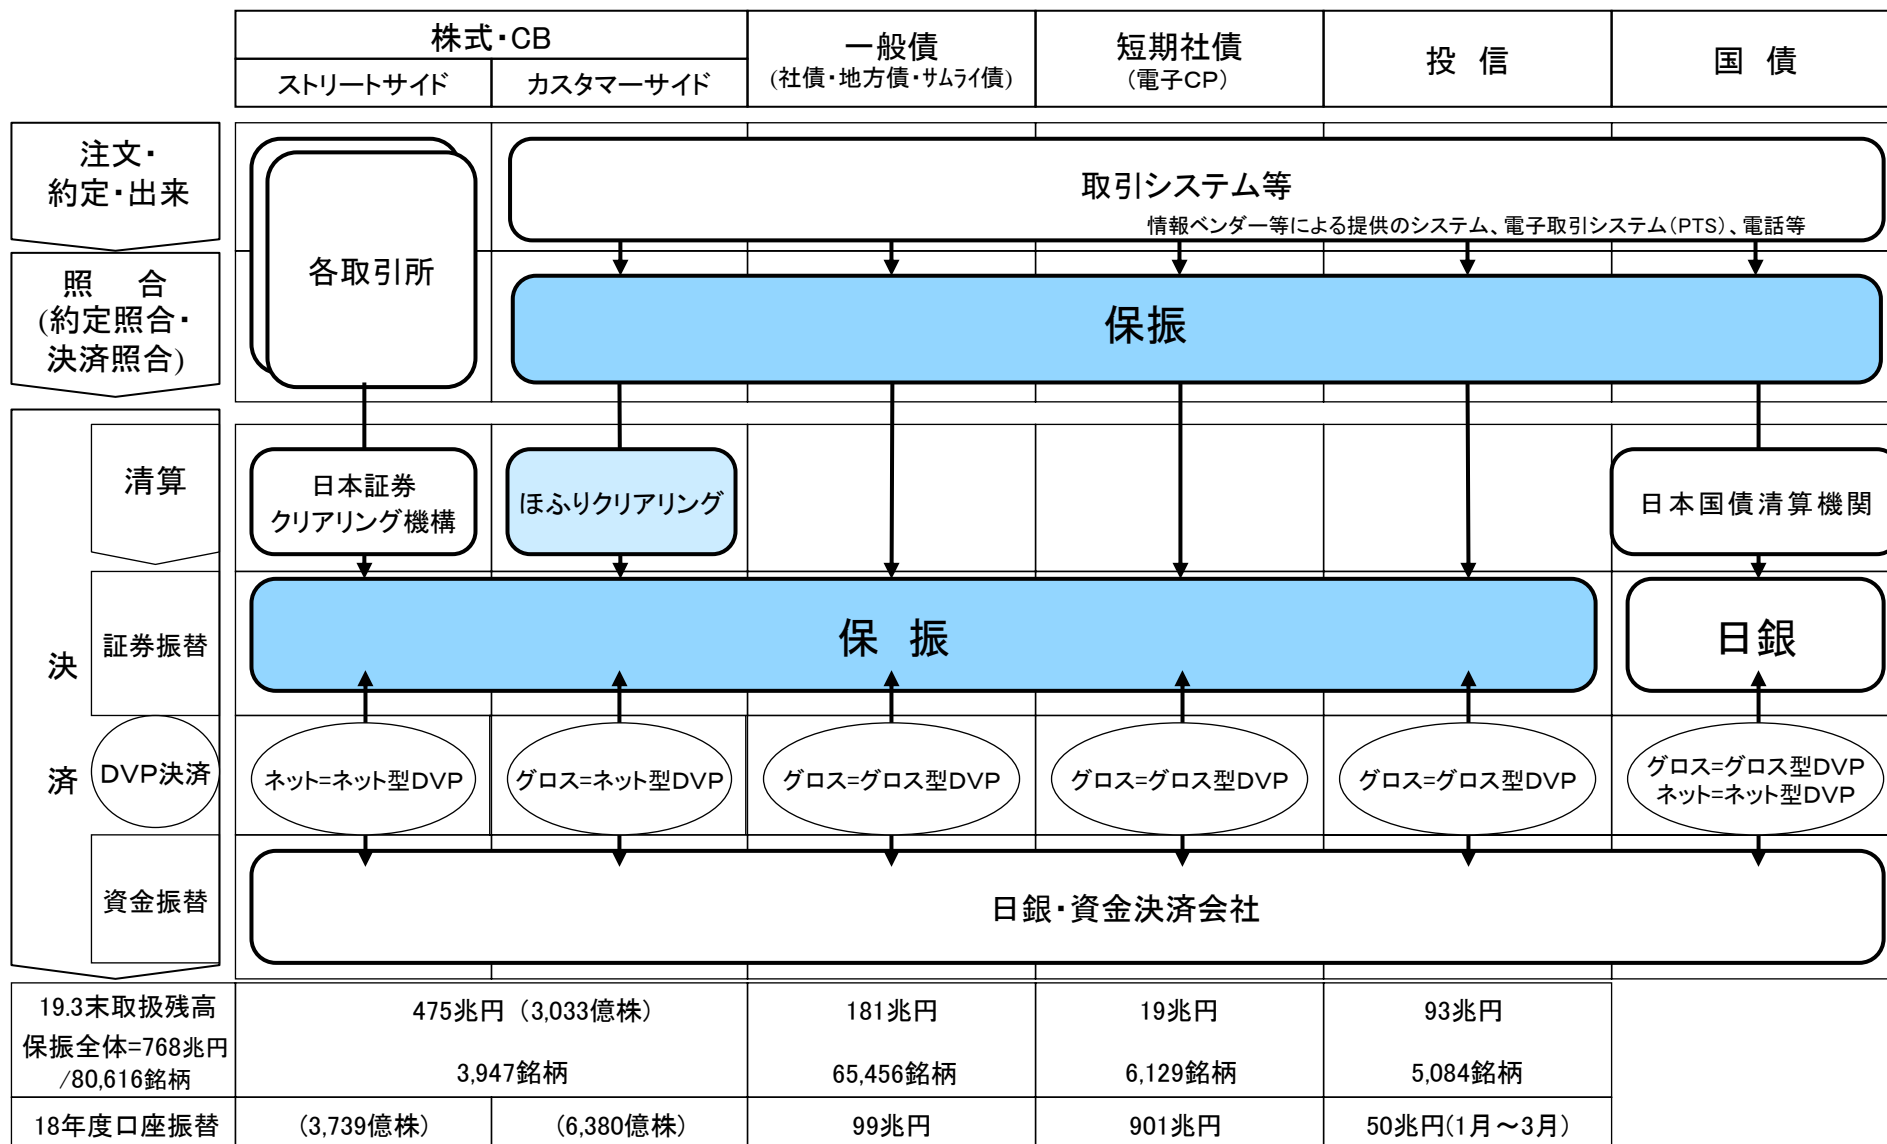 株式・CB
一般債
(社債・地方債・サムライ債)
短期社債
(電子CP)
投 信
国 債
ストリートサイド
カスタマーサイド
注文・
約定・出来
取引システム等
情報ベンダー等による提供のシステム、電子取引システム(PTS)、電話等
各取引所
照 合
(約定照合・
決済照合)
保振
清算
日本証券
クリアリング機構
ほふりクリアリング
日本国債清算機関
決
済
証券振替
保 振
日銀
DVP決済
ネット=ネット型DVP
グロス=ネット型DVP
グロス=グロス型DVP
グロス=グロス型DVP
グロス=グロス型DVP
グロス=グロス型DVP
ネット=ネット型DVP
資金振替
日銀・資金決済会社
19.3末取扱残高
保振全体=768兆円
/80,616銘柄
475兆円 (3,033億株)
181兆円
19兆円
93兆円
3,947銘柄
65,456銘柄
6,129銘柄
5,084銘柄
18年度口座振替
(3,739億株)
(6,380億株)
99兆円
901兆円
50兆円(1月~3月)